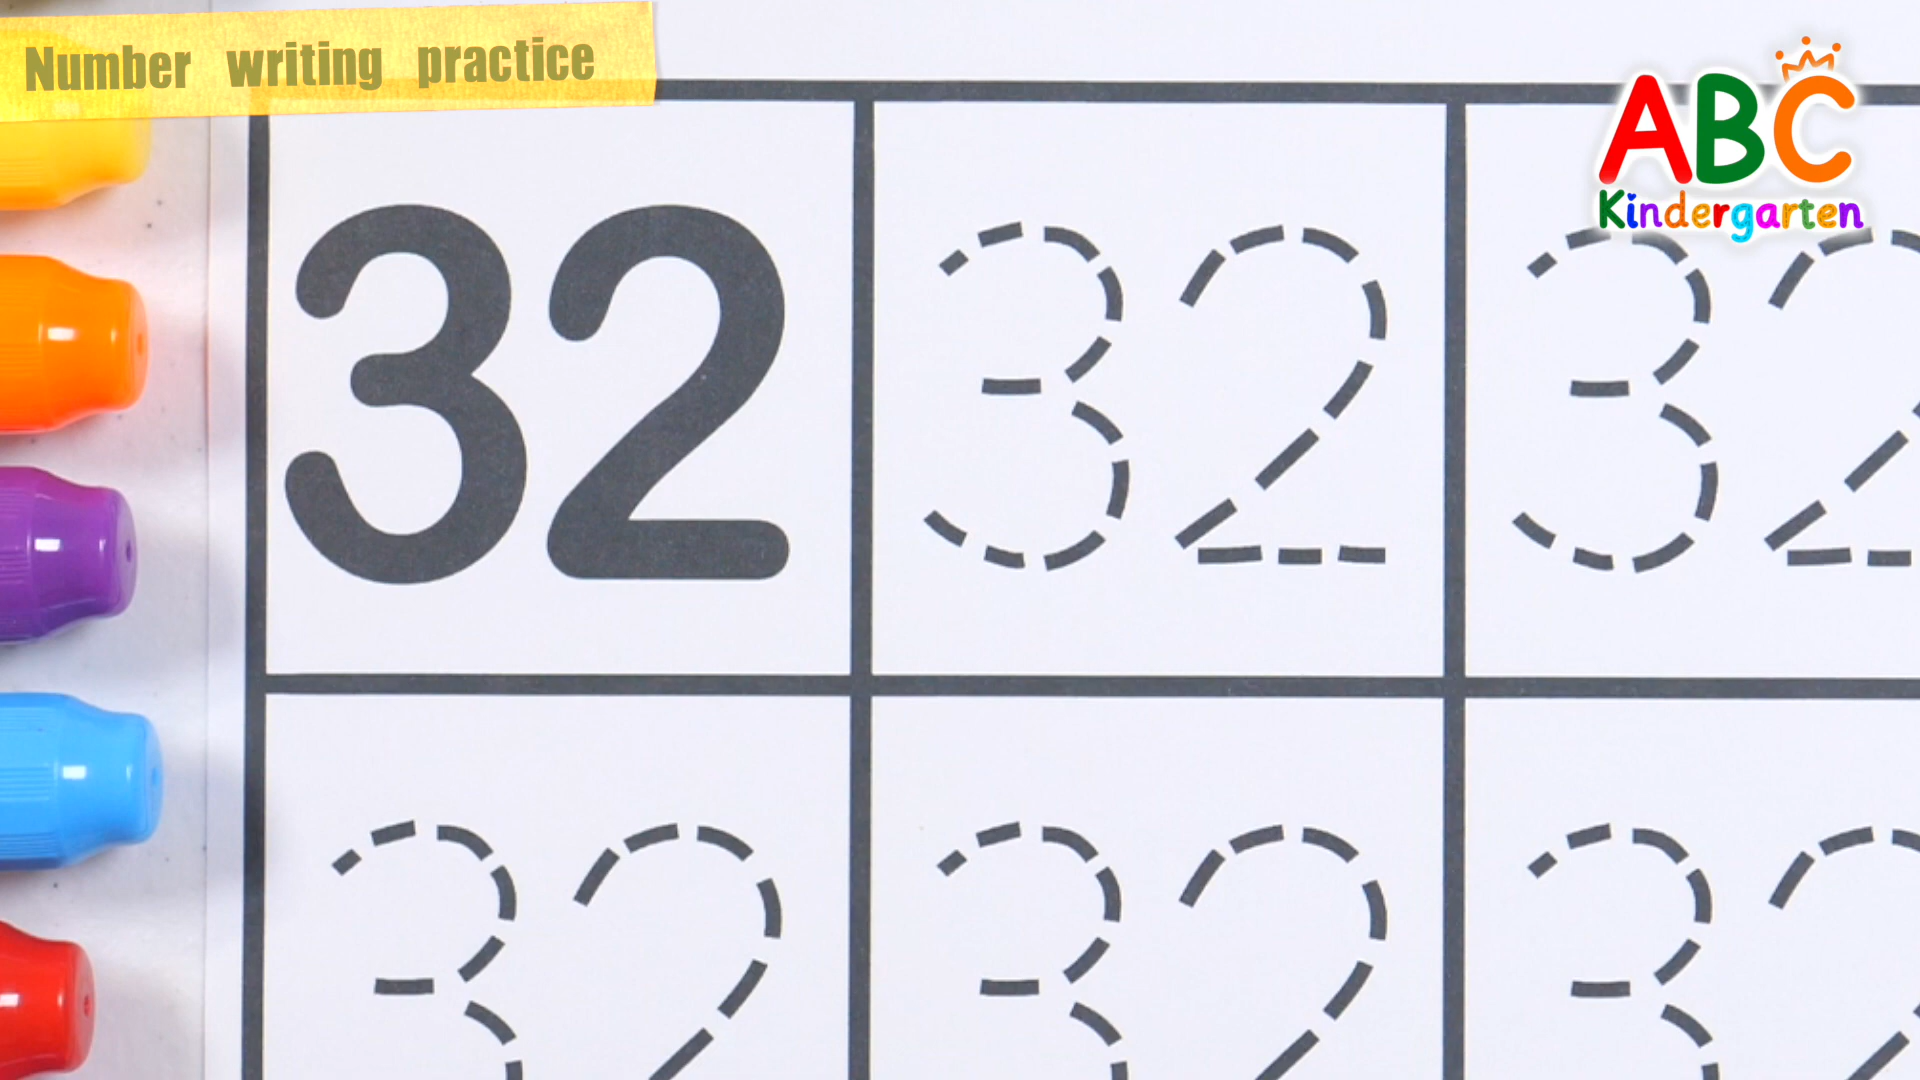 Number writing practice
ABC
Kindergarten
32 32 32
32 32 32